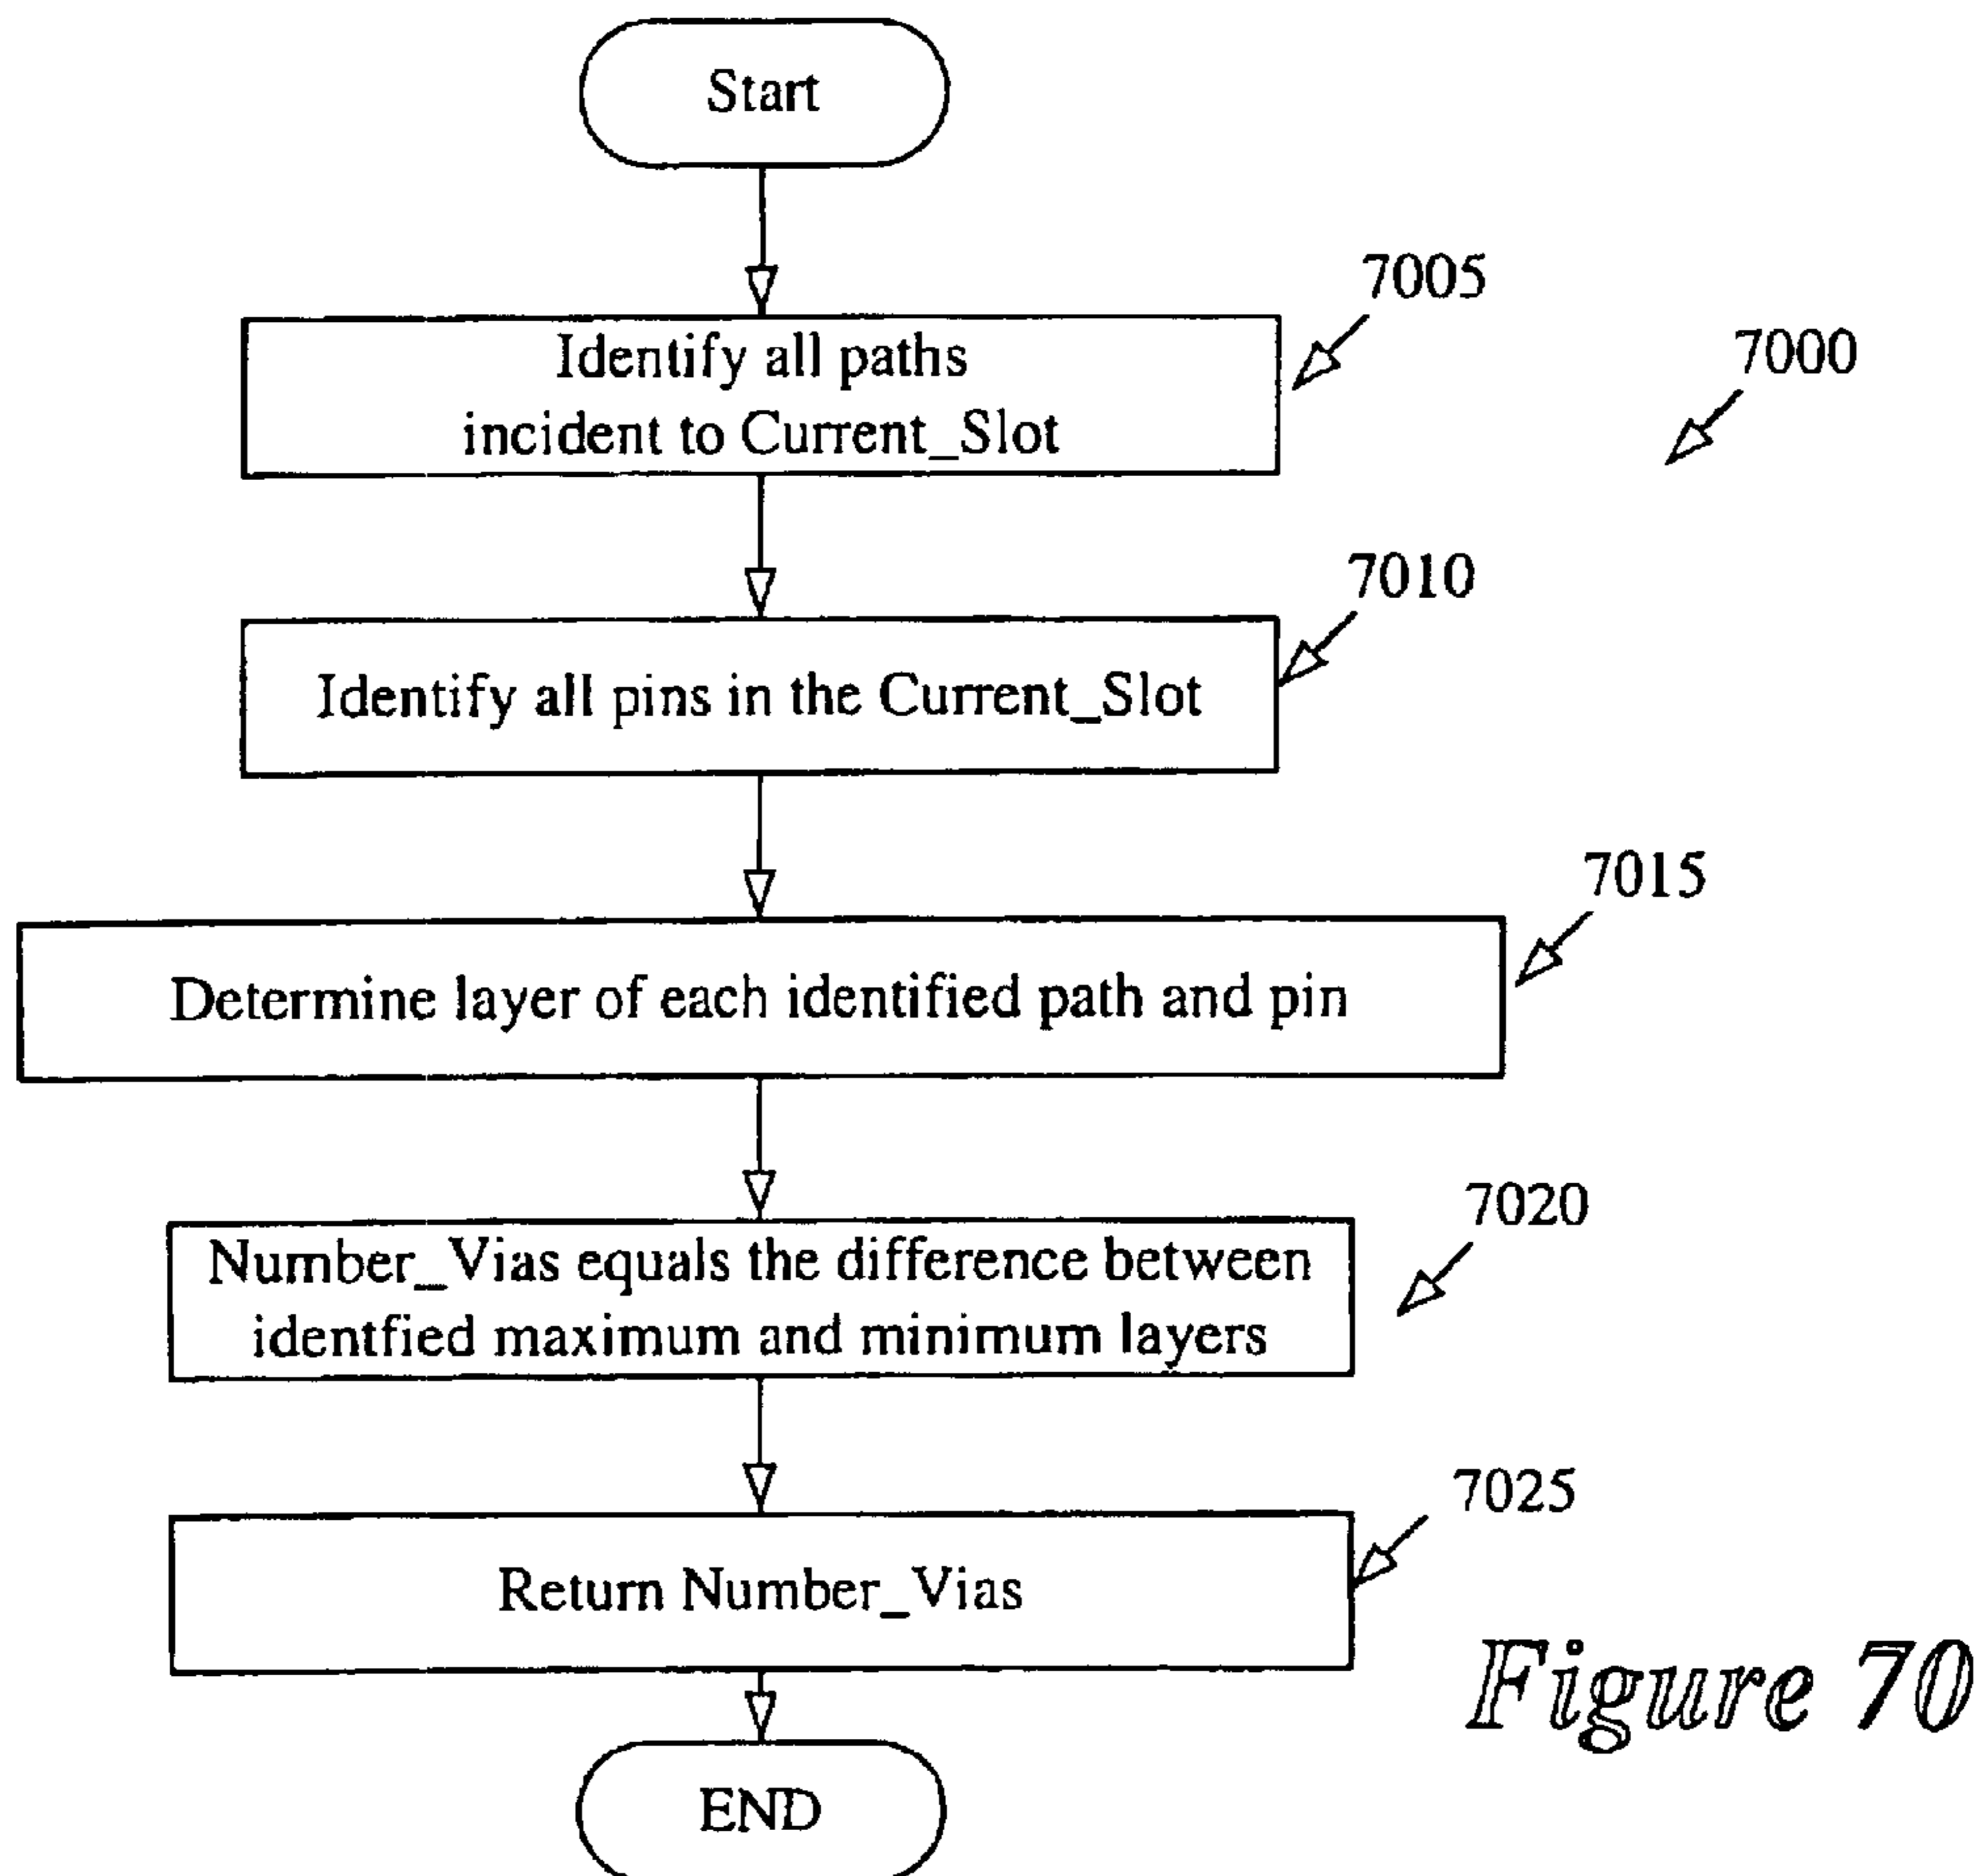 Start
7005
Identify all paths
incident to Current_Slot
7000
7010
Identify all pins in the Current_Slot
7015
Determine layer of each identified path and pin
7020
Number_Vias equals the difference between
identfied maximum and minimum layers
7025
Return Number_Vias
Figure 70
END